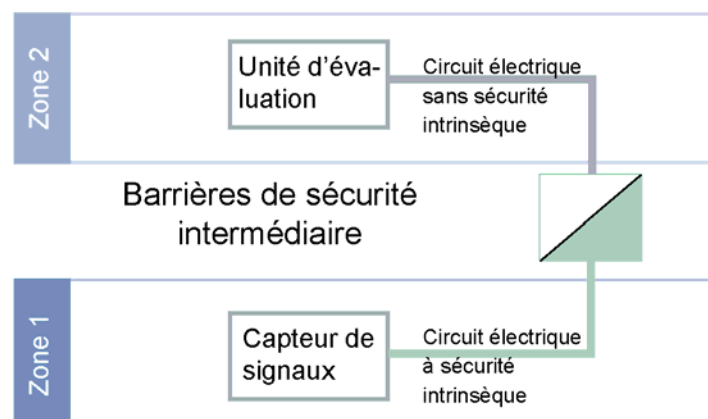 Zone 2
Unité d'éva-
luation
Circuit électrique
sans sécurité
intrinsèque
Barrières de sécurité
intermédiaire
Zone 1
Capteur de
signaux
Circuit électrique
à sécurité
intrinsèque